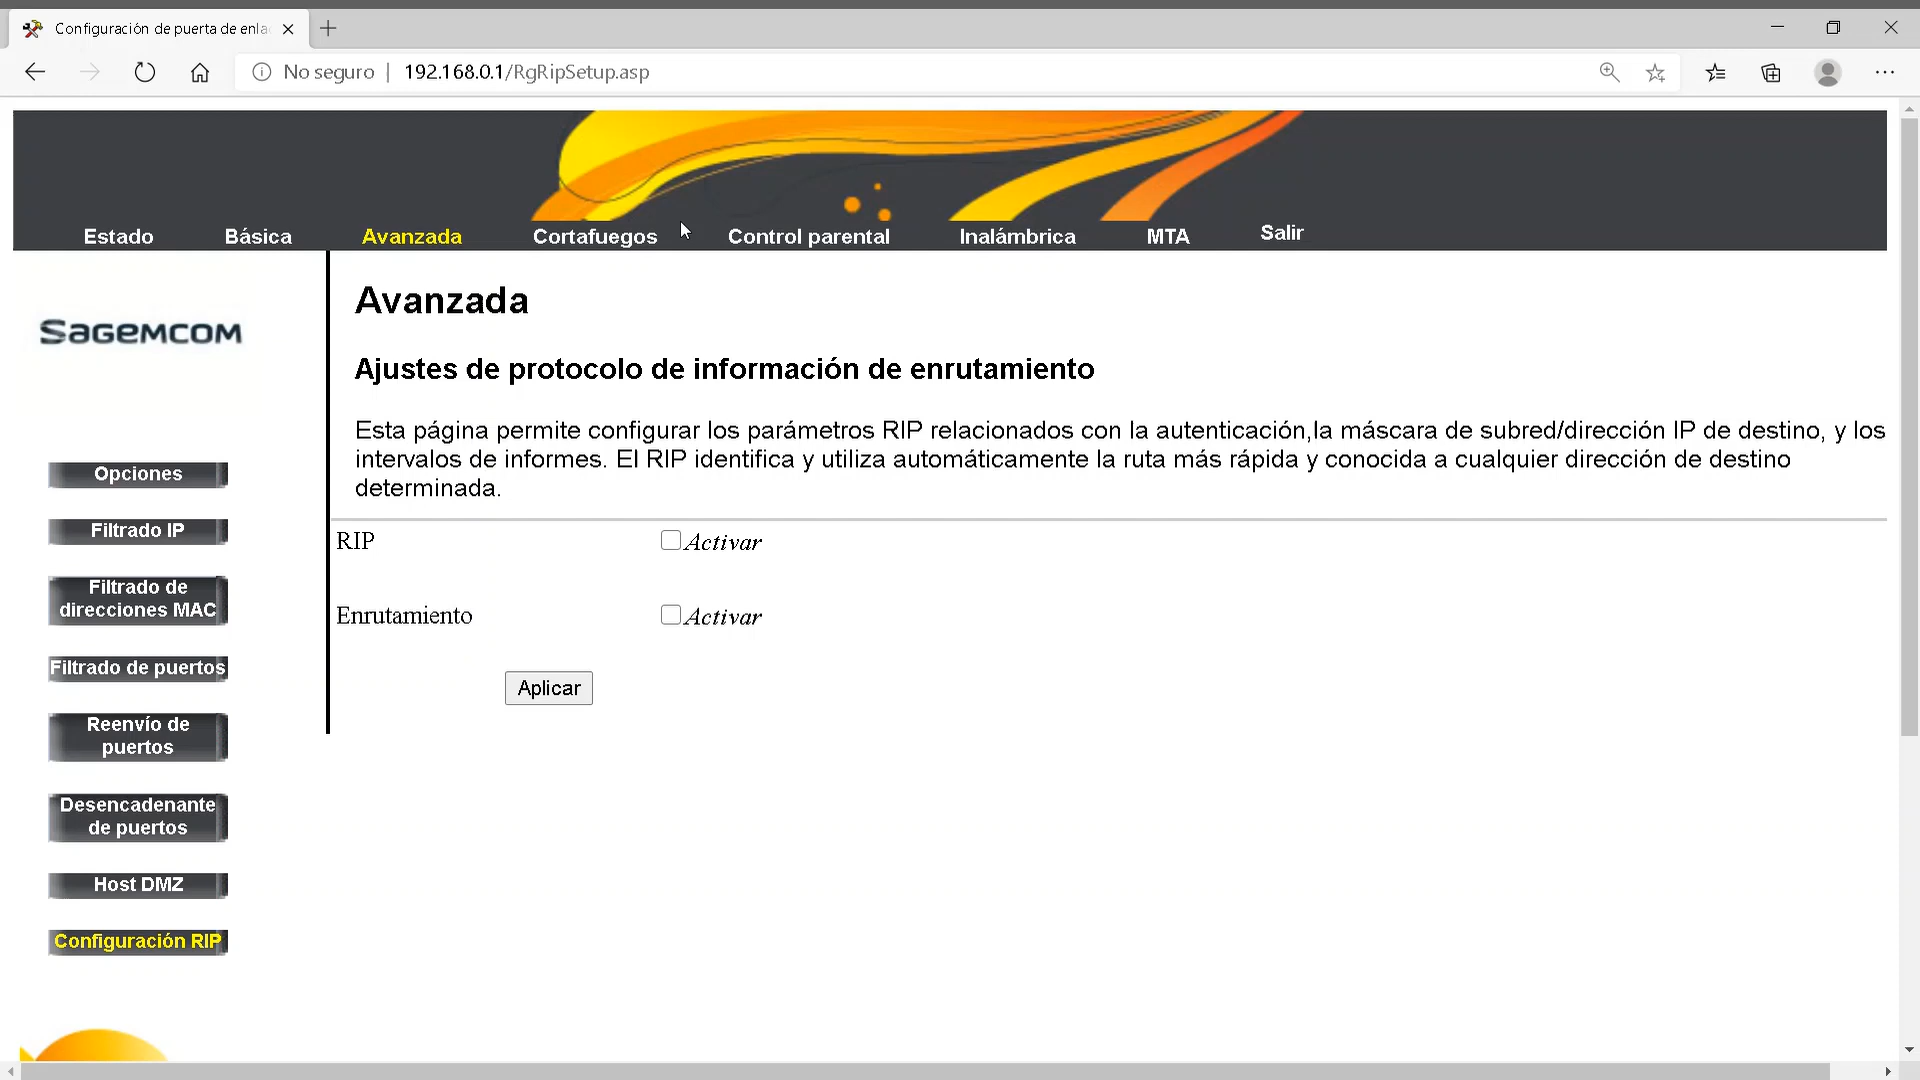 Configuración de puerta de enla
No seguro | 192.168.0.1/RgRipSetup.asp
Estado Básica Avanzada Cortafuegos Control parental Inalámbrica MTA Salir
SAGEMCOM
Avanzada
Ajustes de protocolo de información de enrutamiento
Esta página permite configurar los parámetros RIP relacionados con la autenticación,la máscara de subred/dirección IP de destino, y los
intervalos de informes. El RIP identifica y utiliza automáticamente la ruta más rápida y conocida a cualquier dirección de destino
determinada.
Opciones
Filtrado IP
Filtrado de
direcciones MAC
Filtrado de puertos
Reenvío de
puertos
Desencadenante
de puertos
Host DMZ
Configuración RIP
RIP Activar
Enrutamiento Activar
Aplicar